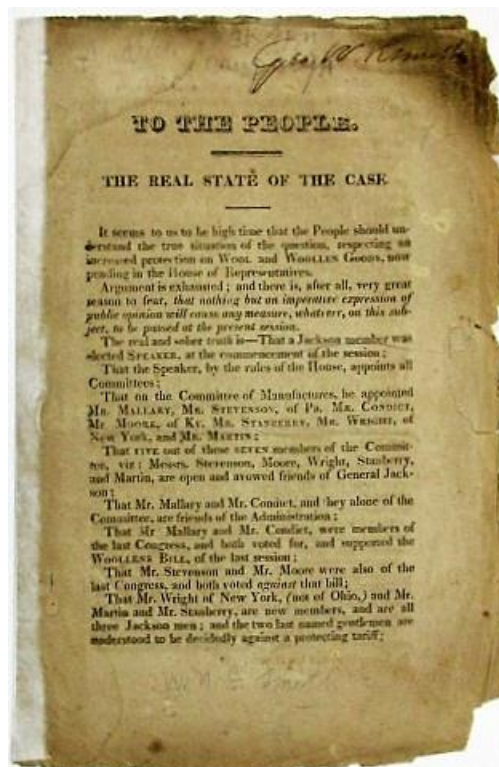 TO THE PEOPLE.
THE REAL STATE OF THE CASE
It seems to us to be high time that the People should un-
derstand the true situation of the question, respecting an
increased protection on WOOL and WOOLLEN GOODS, now
pending in the House of Representatives.
Argument is exhausted; and there is, after all, very great
reason to fear, that nothing but an imperative expression of
public opinion will cause any measure, whatever, on this sub-
ject, to be passed at the present session.
The real and sober truth is—That a Jackson member was
elected SPEAKER, at the commencement of the session;
That the Speaker, by the rules of the House, appoints all
Committees;
That on the Committee of Manufactures, he appointed
MR. MALLARY, MR. STEVENSON, of Pa. MR. CONDICT,
MR. MOORE, of KY. MR. STANBERRY, MR. WRIGHT, of
New York, and MR. MARTIN;
That FIVE out of these SEVEN members of the Commit-
tee, viz: Messrs. Stevenson, Moore, Wright, Stanberry,
and Martin, are open and avowed friends of General Jack-
son;
That Mr. Mallary and Mr. Condict, and they alone of the
Committee, are friends of the Administration;
That Mr Mallary and Mr. Condict, were members of
the last Congress, and both voted for, and supported the
WOOLLENS BILL, of the last session;
That Mr. Stevenson and Mr. Moore were also of the
last Congress, and both voted against that bill;
That Mr. Wright of New York, (not of Ohio,) and Mr.
Martin and Mr. Stanberry, are new members, and are all
three Jackson men; and the two last named gentlemen are
understood to be decidedly against a protecting tariff;